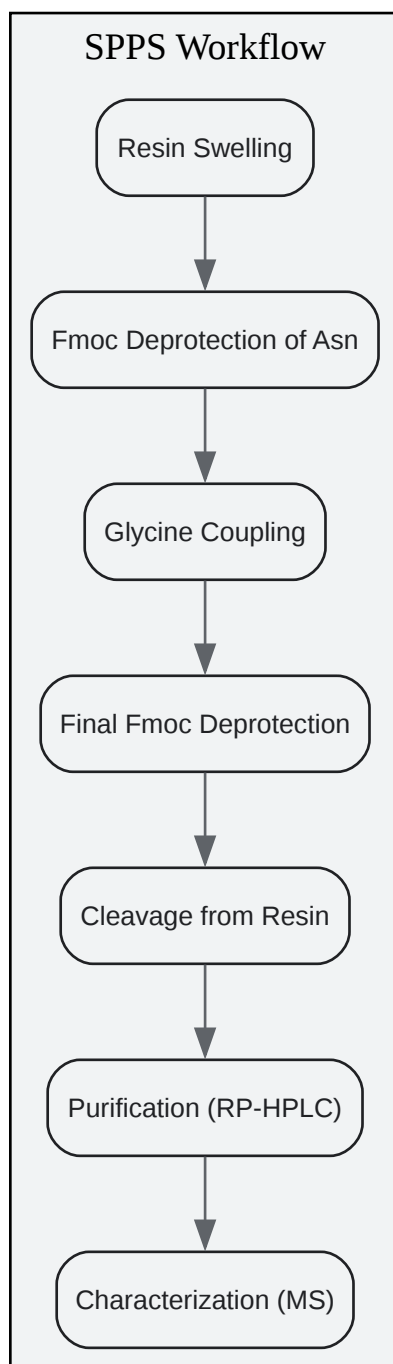 SPPS Workflow
Resin Swelling
Fmoc Deprotection of Asn
Glycine Coupling
Final Fmoc Deprotection
Cleavage from Resin
Purification (RP-HPLC)
Characterization (MS)